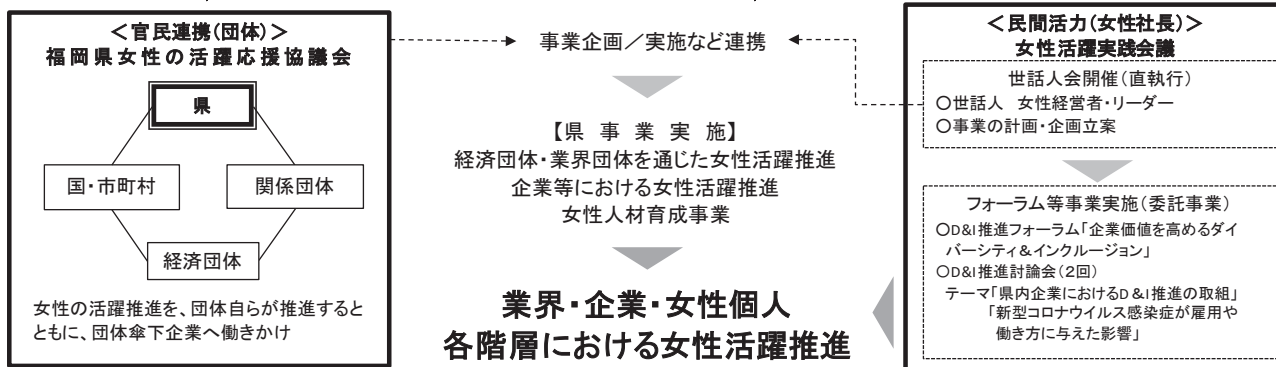 ＜官民連携(団体)＞
福岡県女性の活躍応援協議会
県
国・市町村
関係団体
経済団体
女性の活躍推進を、団体自らが推進すると
ともに、団体傘下企業へ働きかけ
事業企画／実施など連携
【県事業実施】
経済団体・業界団体を通じた女性活躍推進
企業等における女性活躍推進
女性人材育成事業
業界・企業・女性個人
各階層における女性活躍推進
＜民間活力(女性社長)＞
女性活躍実践会議
世話人会開催(直執行)
○世話人 女性経営者・リーダー
○事業の計画・企画立案
フォーラム等事業実施(委託事業)
○D&I推進フォーラム「企業価値を高めるダイ
バーシティ&インクルージョン」
○D&I推進討論会(2回)
テーマ「県内企業におけるD&I推進の取組」
「新型コロナウイルス感染症が雇用や
働き方に与えた影響」